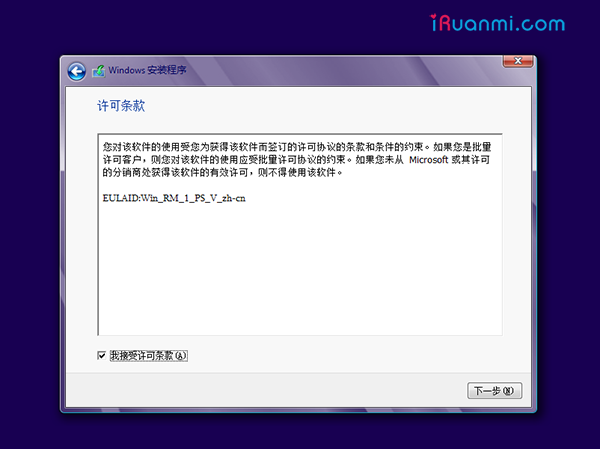 iRuanmi.com
Windows 安装程序
许可条款
您对该软件的使用受您为获得该软件而签订的许可协议的条款和条件的约束。如果您是批量
许可客户，则您对该软件的使用应受批量许可协议的约束。如果您未从 Microsoft 或其许可
的分销商处获得该软件的有效许可，则不得使用该软件。
EULAID:Win_RM_1_PS_V_zh-cn
我接受许可条款(A)
下一步(N)